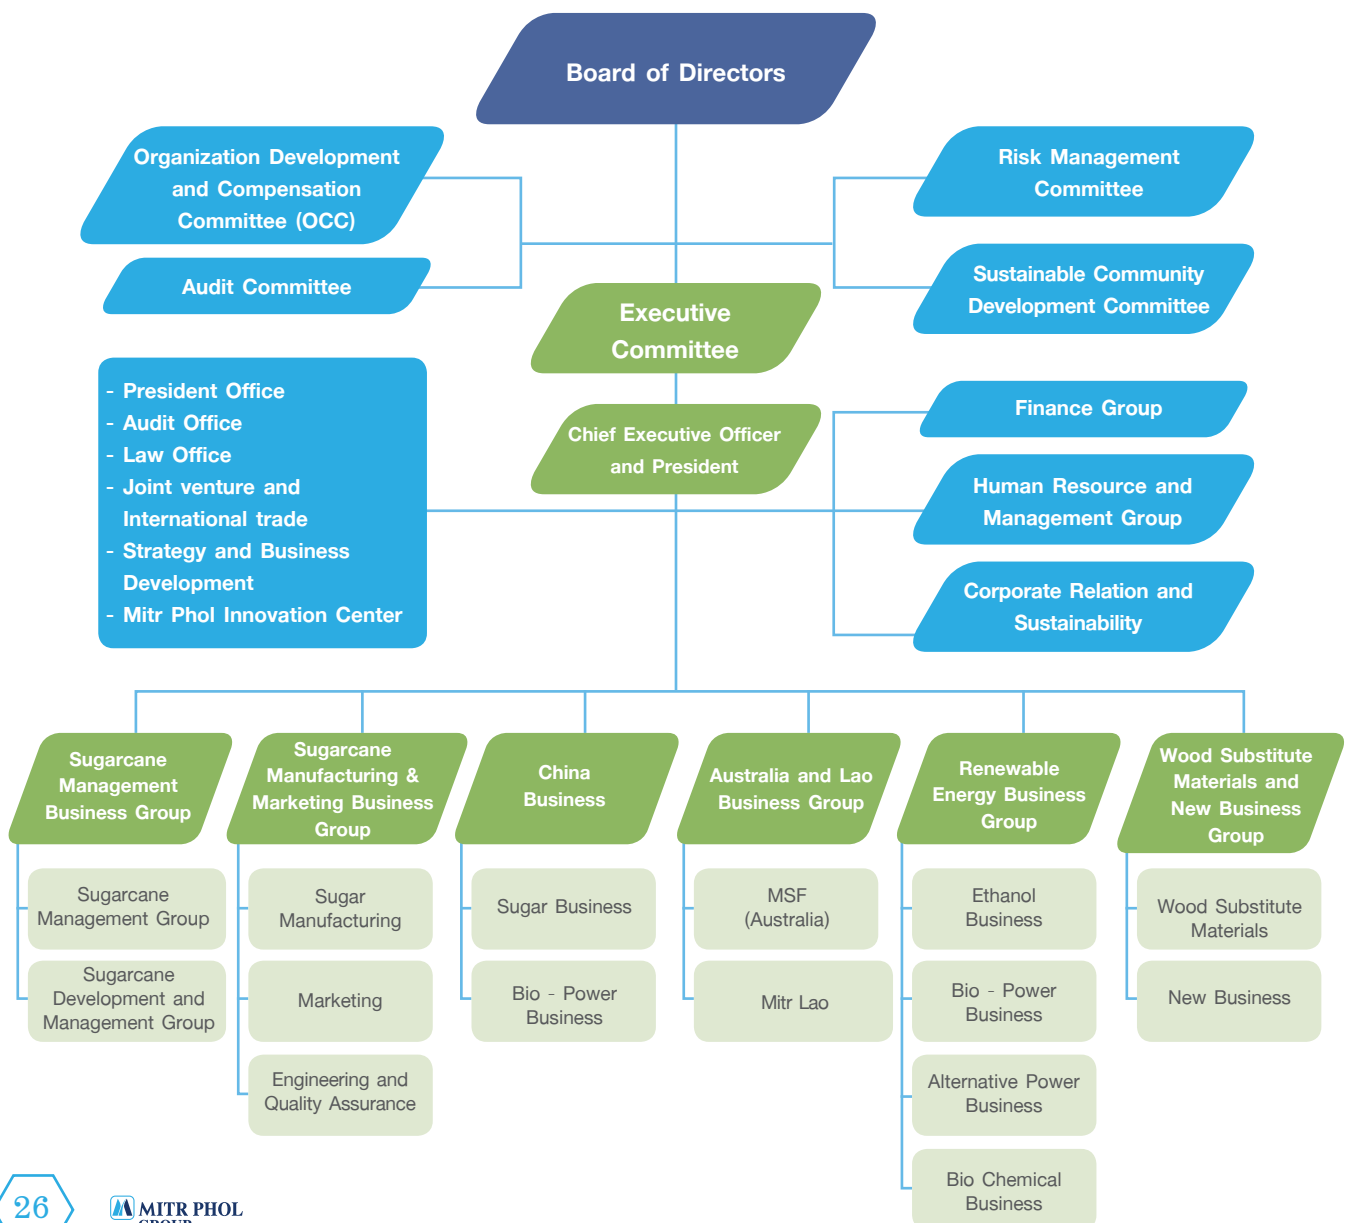 Board of Directors
Organization Development
and Compensation
Committee (OCC)
Risk Management
Committee
Audit Committee
Sustainable Community
Development Committee
Executive
Committee
- President Office
- Audit Office
- Law Office
- Joint venture and
International trade
- Strategy and Business
Development
- Mitr Phol Innovation Center
Chief Executive Officer
and President
Finance Group
Human Resource and
Management Group
Corporate Relation and
Sustainability
Sugarcane
Management
Business Group
Sugarcane
Manufacturing &
Marketing Business
Group
China
Business
Australia and Lao
Business Group
Renewable
Energy Business
Group
Wood Substitute
Materials and
New Business
Group
Sugarcane
Management Group
Sugarcane
Development and
Management Group
Sugar
Manufacturing
Marketing
Engineering and
Quality Assurance
Sugar Business
Bio - Power
Business
MSF
(Australia)
Mitr Lao
Ethanol
Business
Bio - Power
Business
Alternative Power
Business
Bio Chemical
Business
Wood Substitute
Materials
New Business
26
MITR PHOL
GROUP